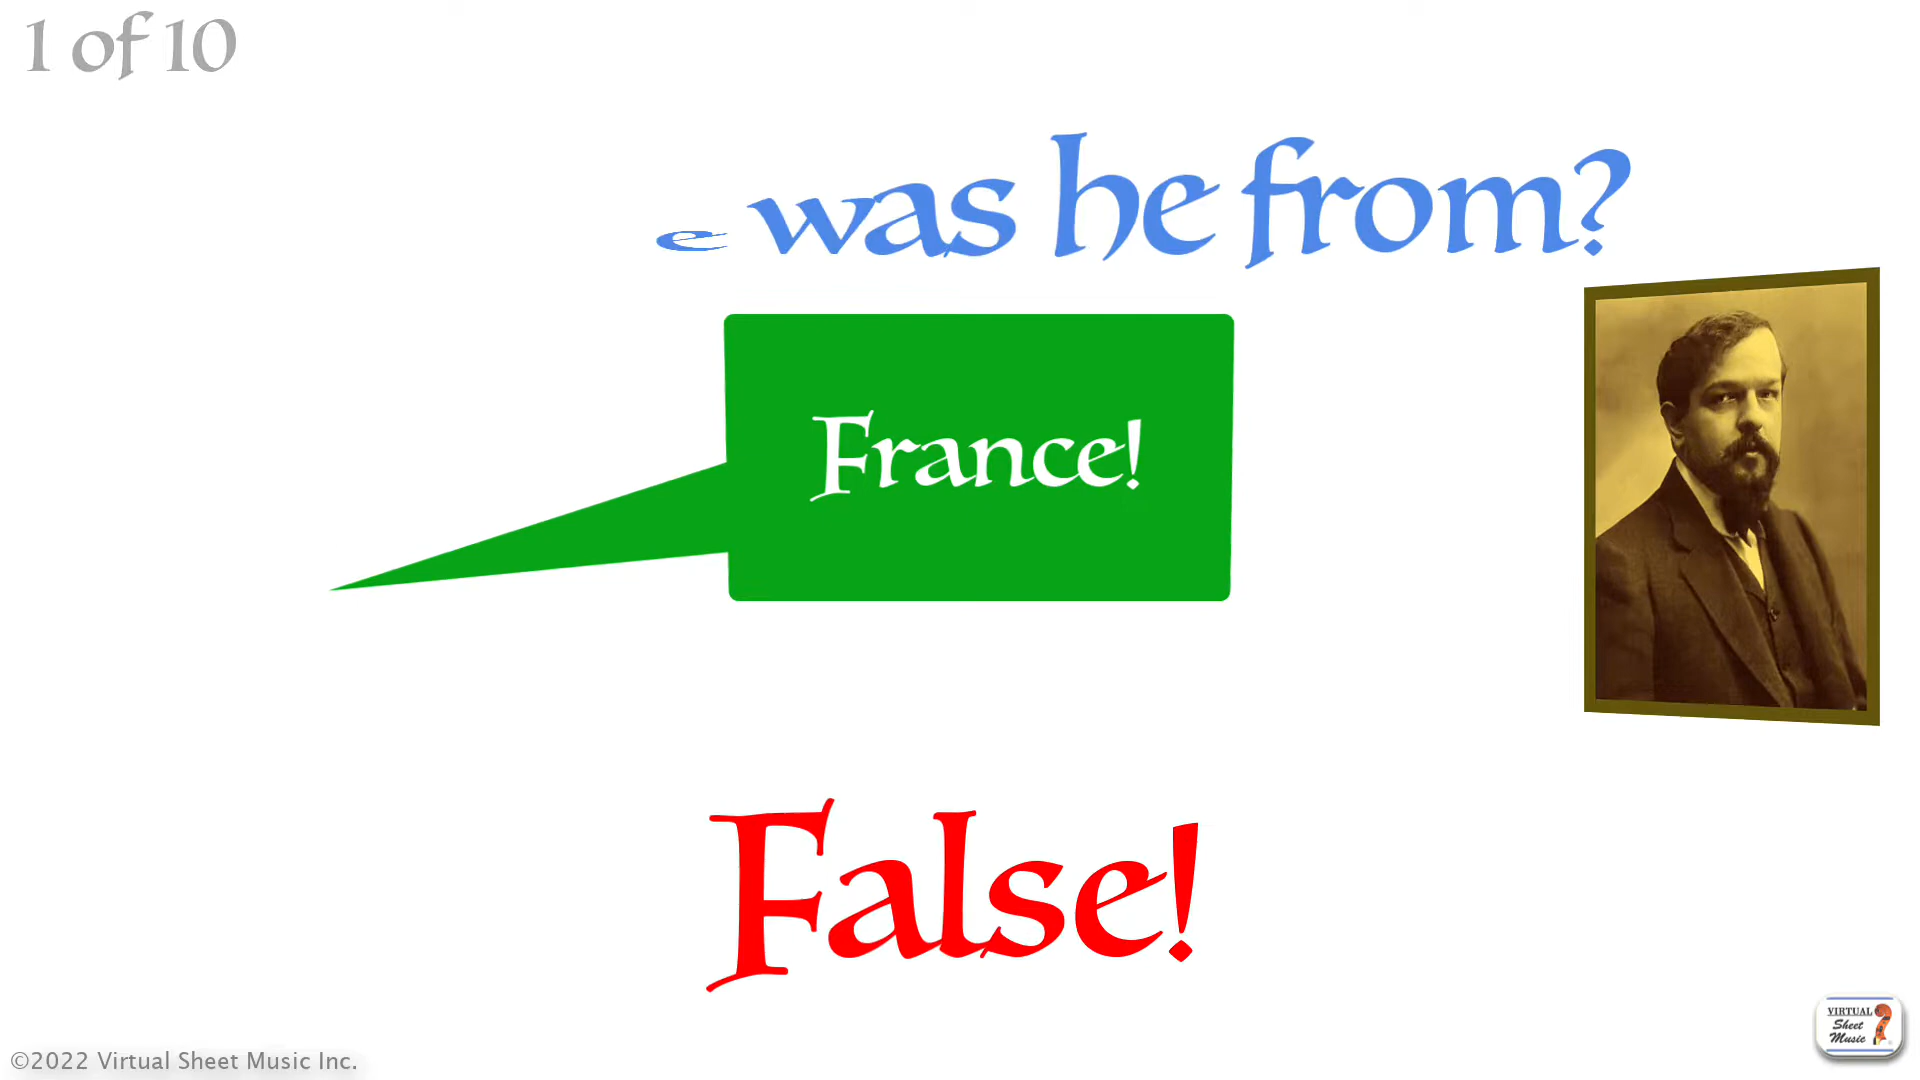 1 of 10
e was he from?
France!
False!
VIRTUAL
Sheet
Music
©2022 Virtual Sheet Music Inc.